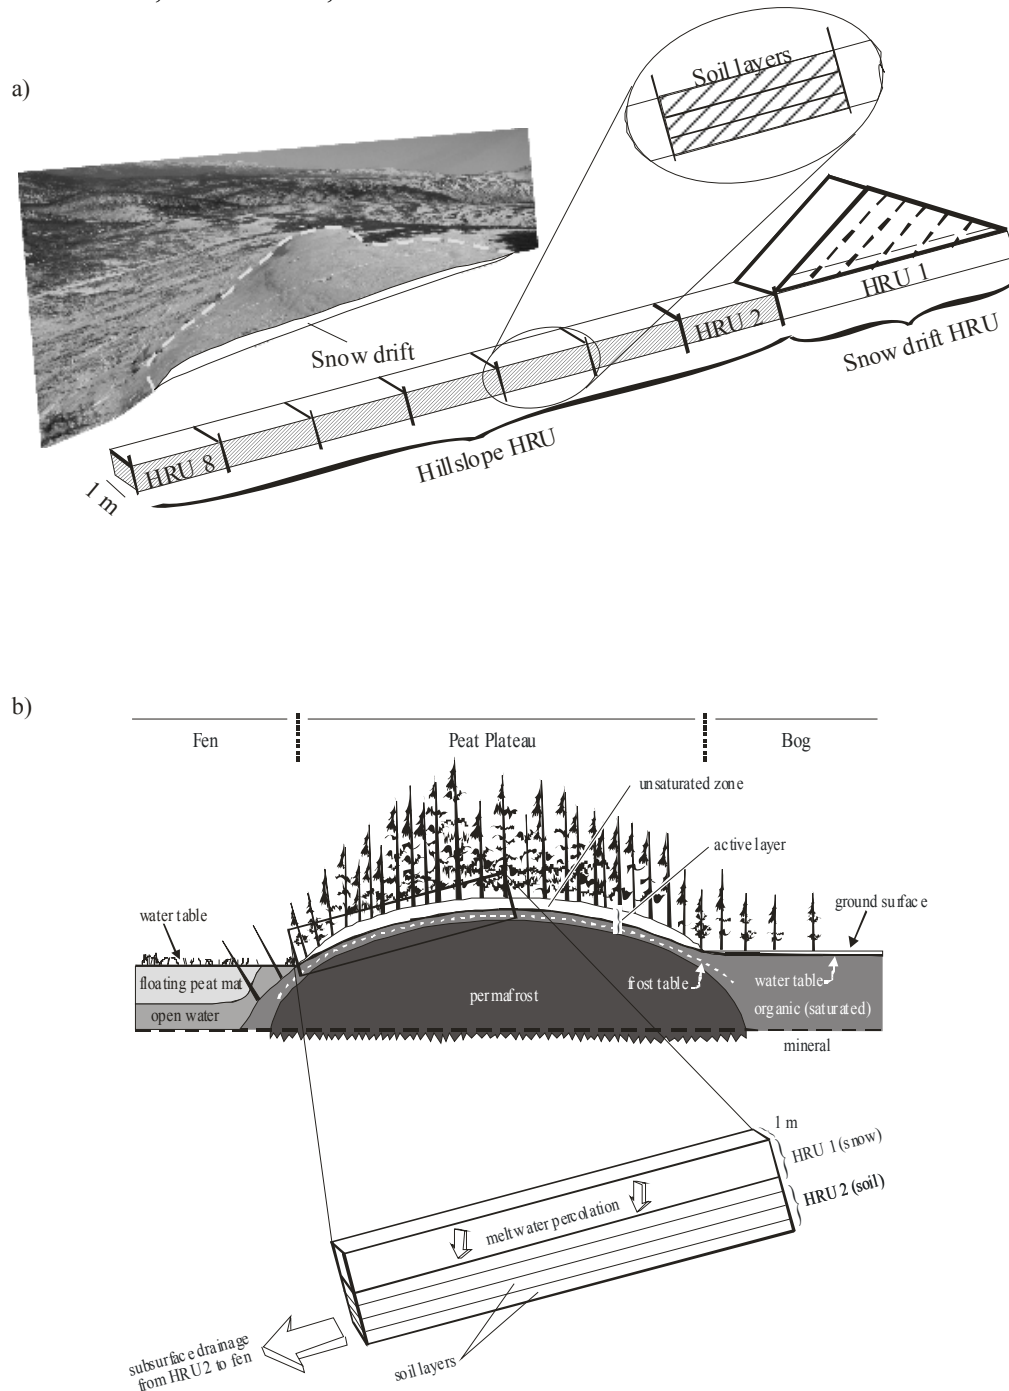 a)
Soil layers
HRU 1
HRU 2
Snow drift HRU
Snow drift
Hillslope HRU
HRU 8
1 m
b)
Fen
Peat Plateau
Bog
unsaturated zone
active layer
water table
ground surface
floating peat mat
frost table
water table
permafrost
open water
organic (saturated)
mineral
1 m
HRU 1 (snow)
HRU 2 (soil)
meltwater percolation
subsurface drainage
from HRU 2 to fen
soil layers